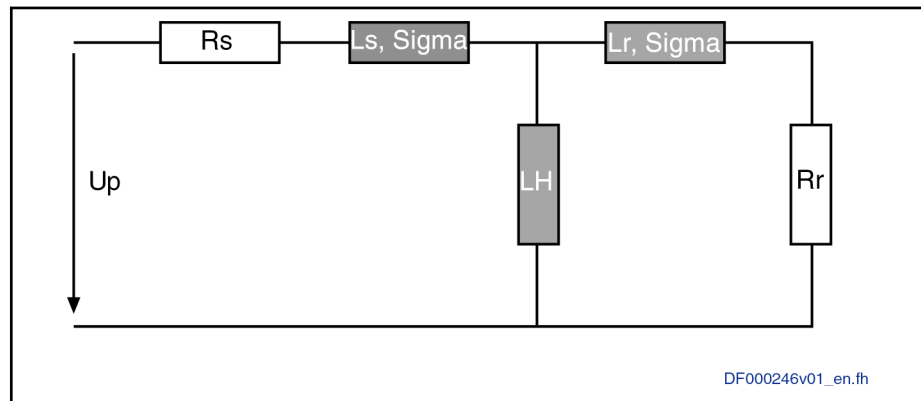 Rs
Ls, Sigma
Lr, Sigma
Up
LH
Rr
DF000246v01_en.fh